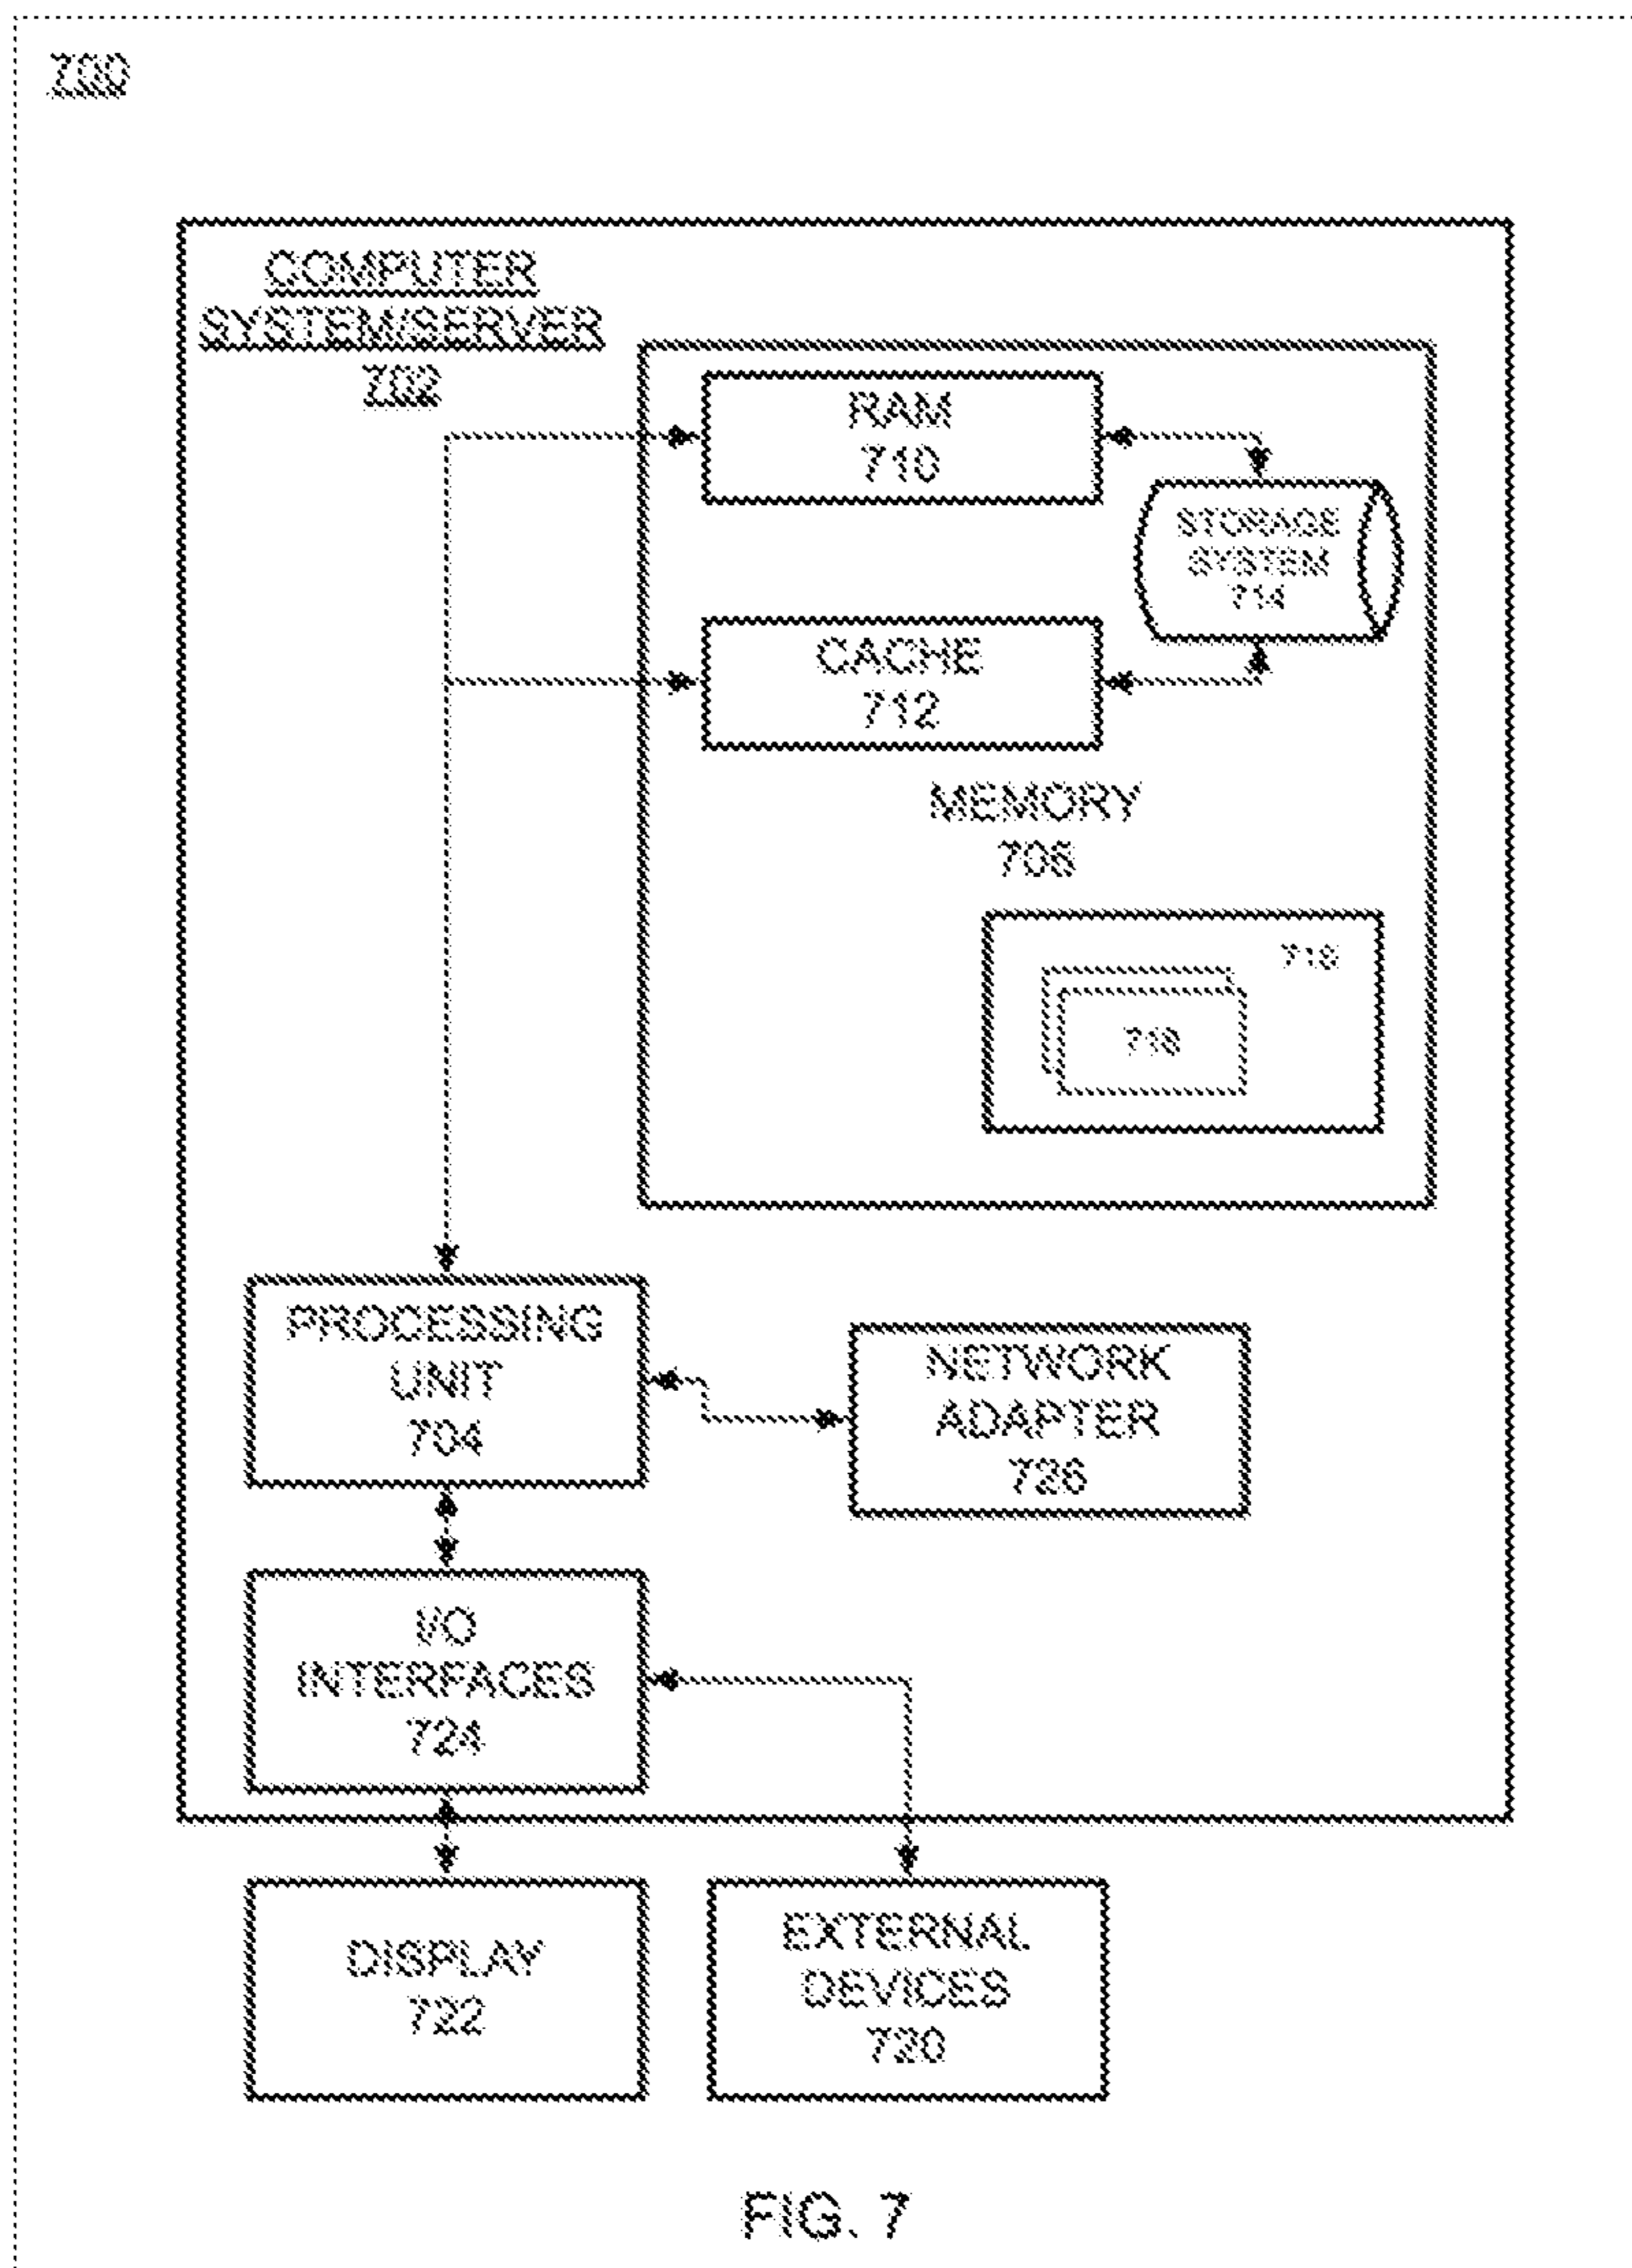 700
COMPUTER
SYSTEM/SERVER
702
RAM
710
STORAGE
SYSTEM
714
CACHE
712
MEMORY
706
PROCESSING
UNIT
704
NETWORK
ADAPTER
726
I/O
INTERFACES
724
DISPLAY
722
EXTERNAL
DEVICES
720
FIG. 7